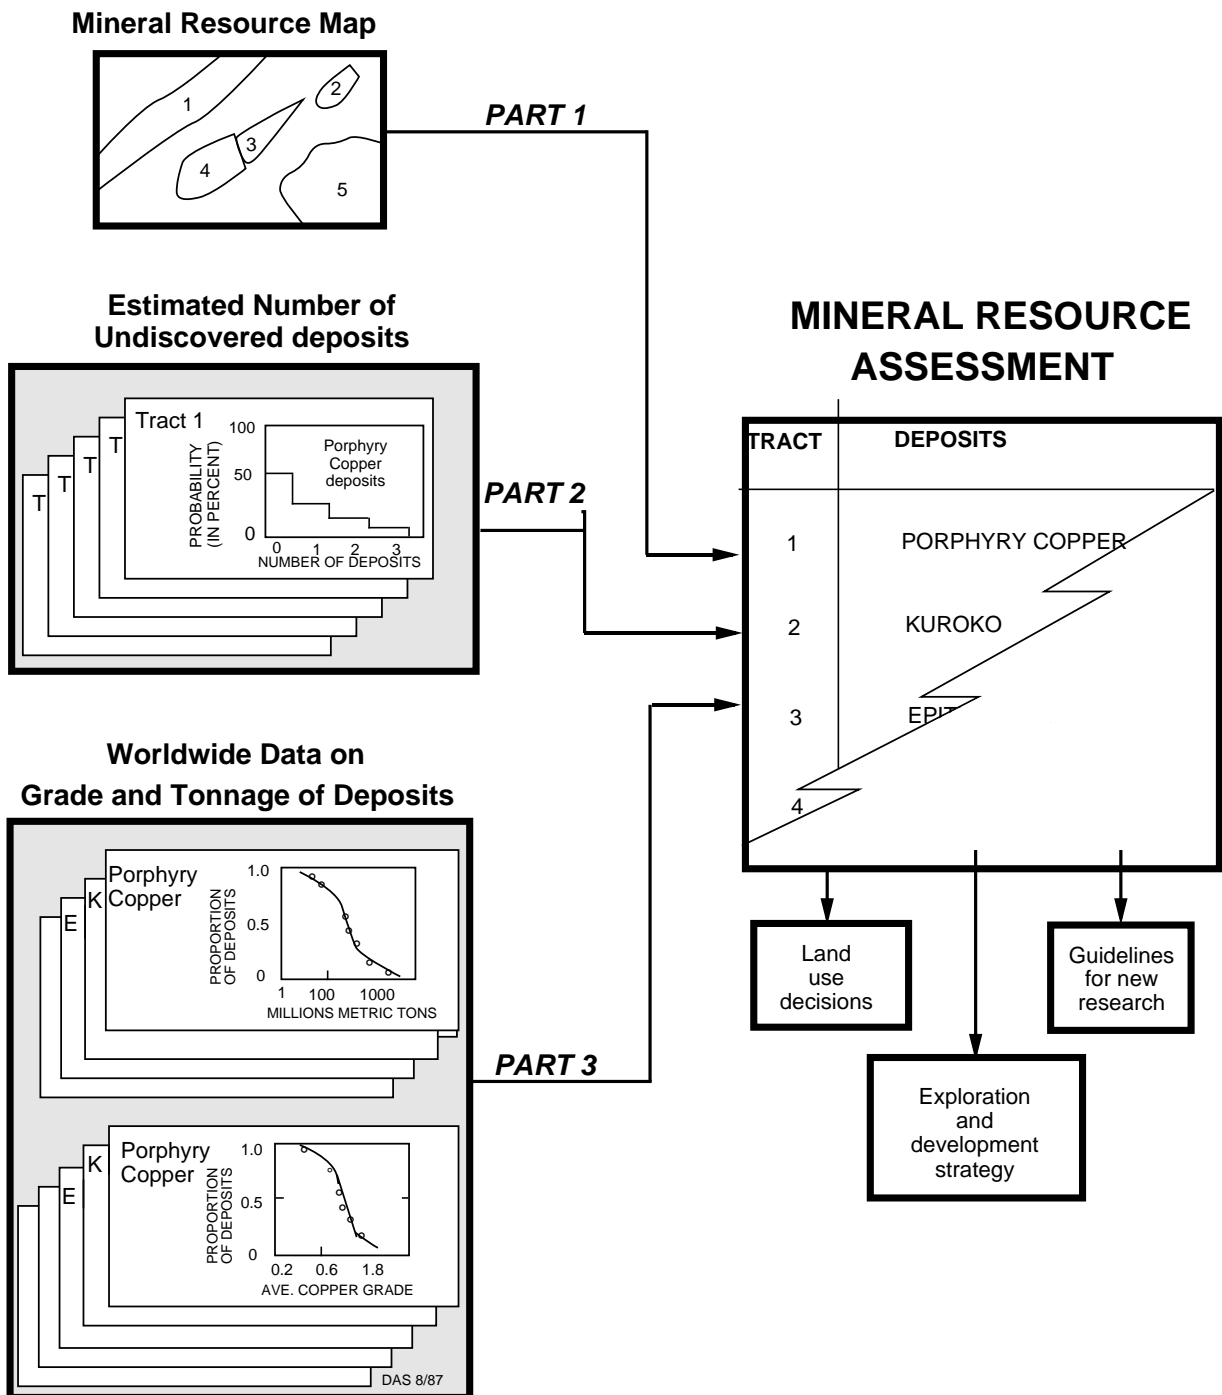 Mineral Resource Map
1
2
3
4
5
PART 1
Estimated Number of
Undiscovered deposits
T
T
T
T
Tract 1
PROBABILITY
(IN PERCENT)
100
50
0
Porphyry
Copper
deposits
0 1 2 3
NUMBER OF DEPOSITS
PART 2
Worldwide Data on
Grade and Tonnage of Deposits
E
K
Porphyry
Copper
PROPORTION
OF DEPOSITS
1.0
0.5
0
1 100 1000
MILLIONS METRIC TONS
PART 3
E
K
Porphyry
Copper
PROPORTION
OF DEPOSITS
1.0
0.5
0
0.2 0.6 1.8
AVE. COPPER GRADE
DAS 8/87
MINERAL RESOURCE
ASSESSMENT
TRACT DEPOSITS
1 PORPHYRY COPPER
2 KUROKO
3 EPIT
4
Land
use
decisions
Exploration
and
development
strategy
Guidelines
for new
research